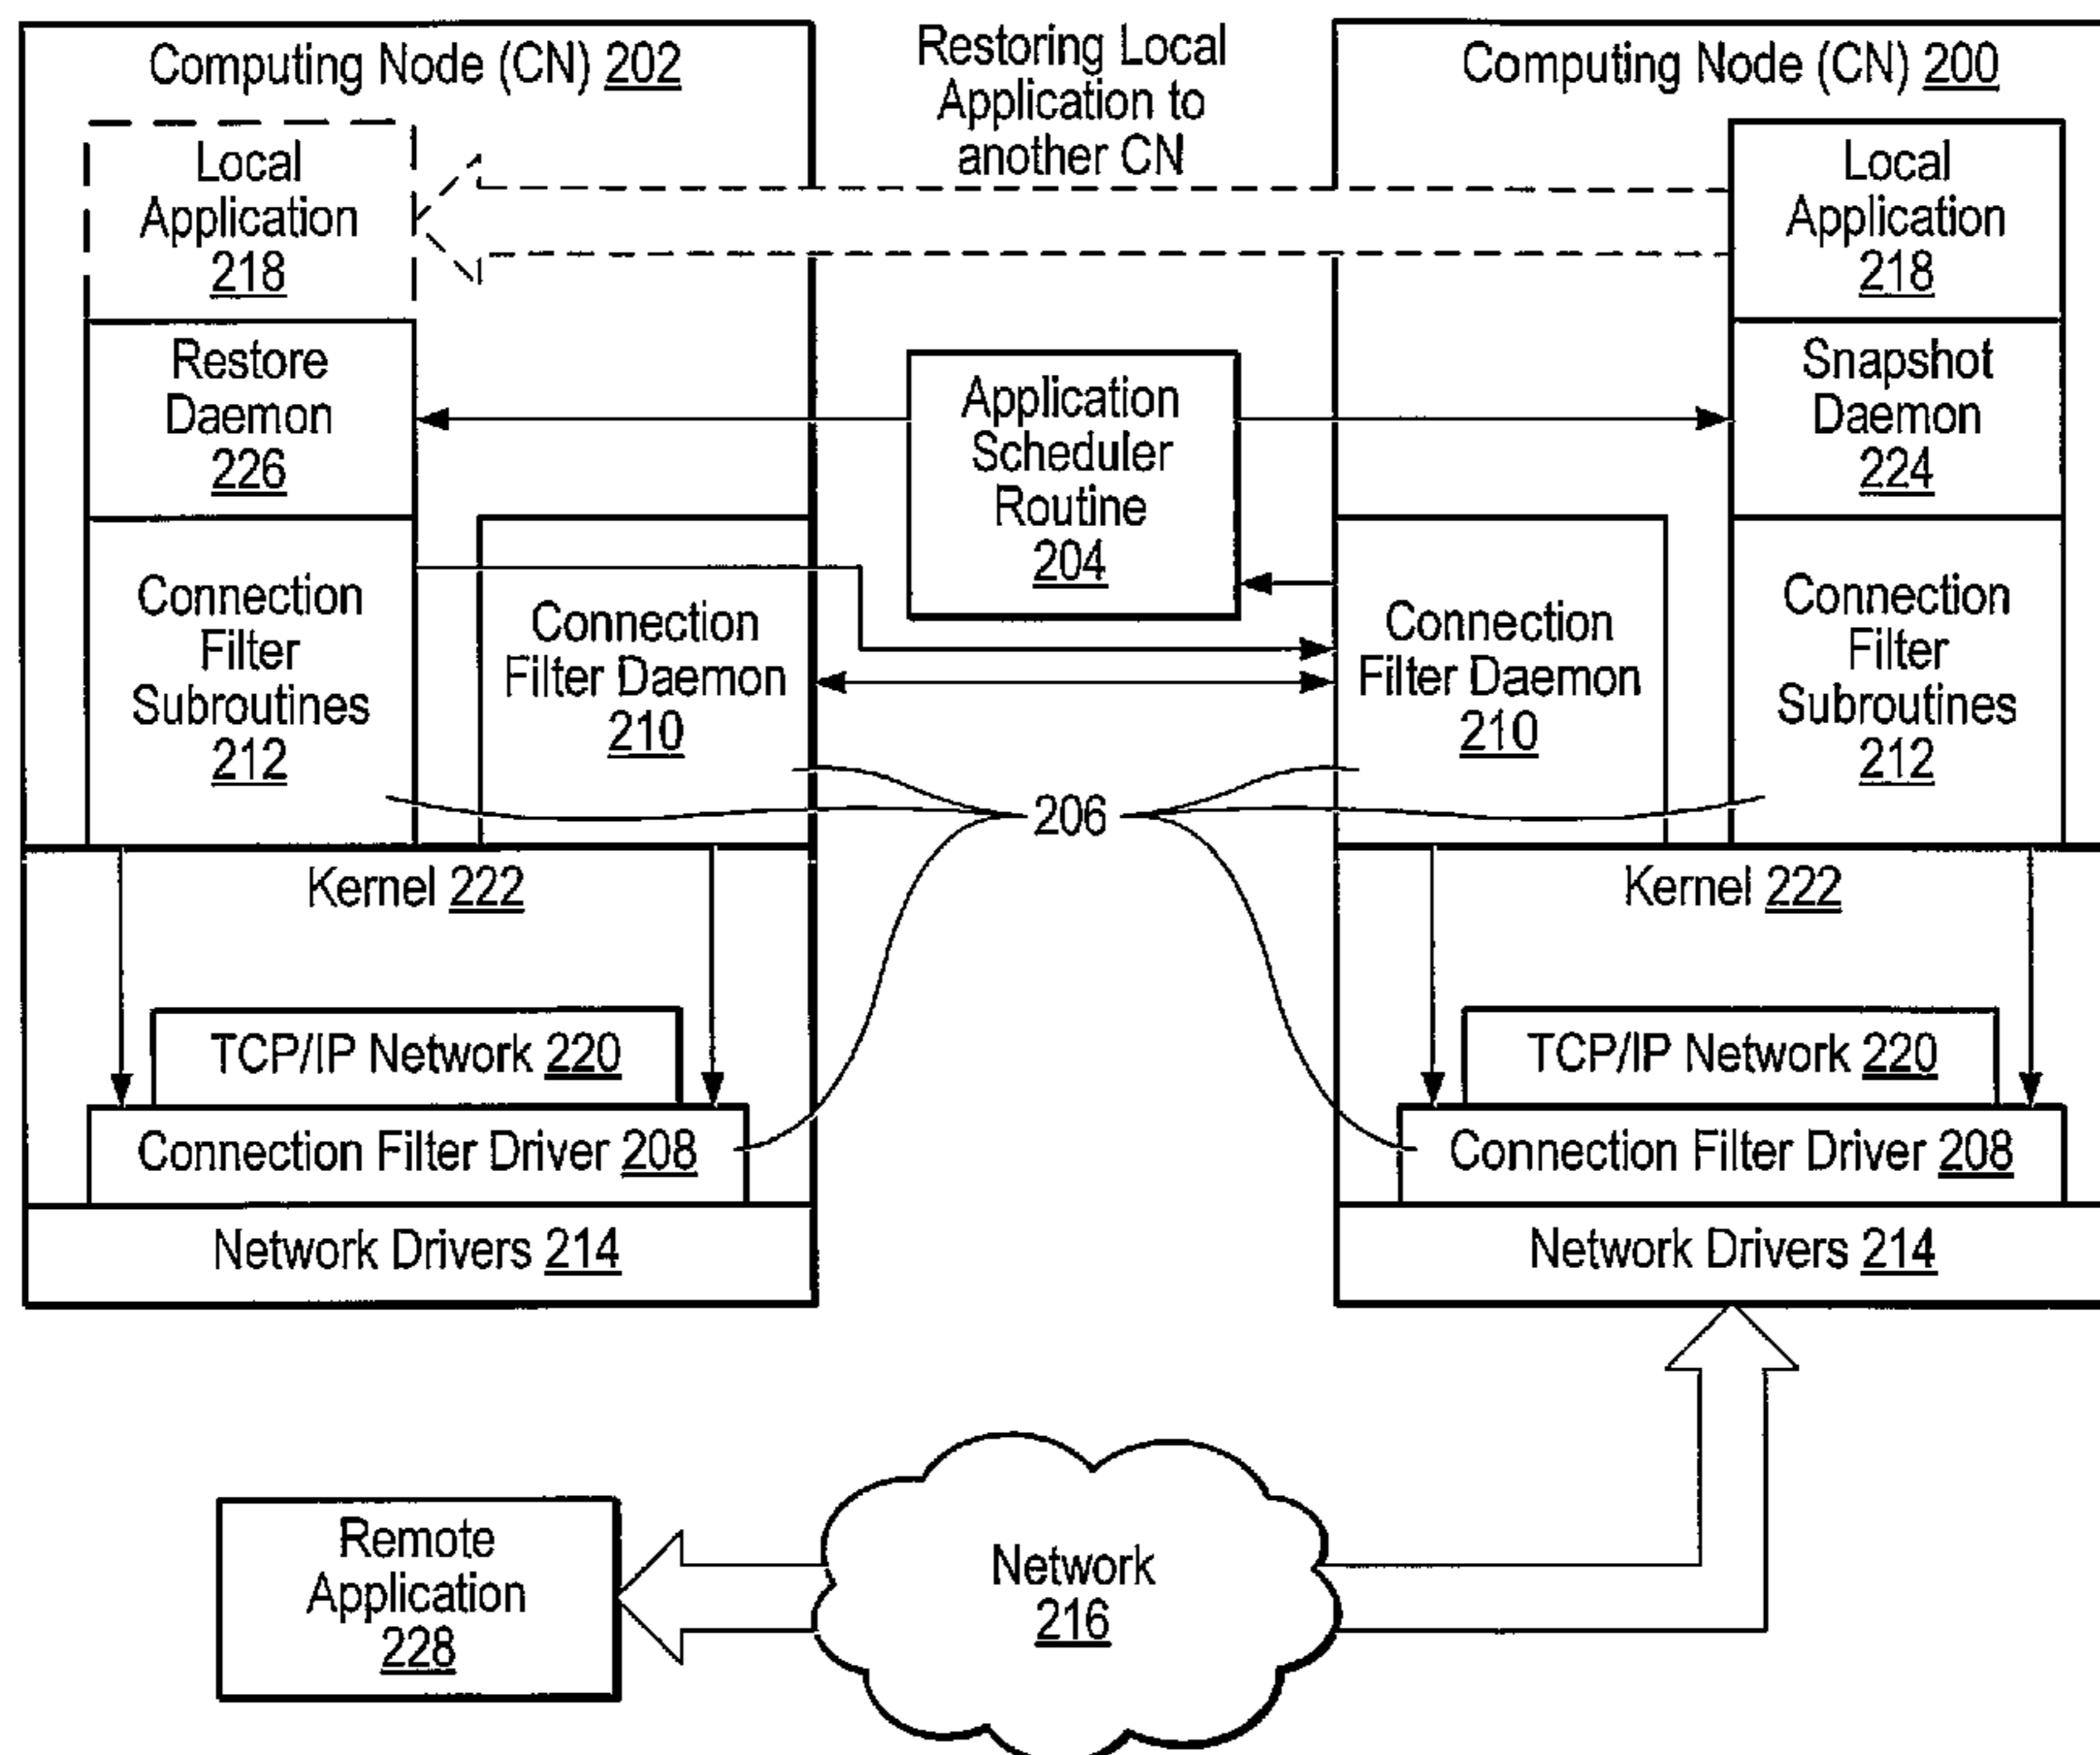 Computing Node (CN) 202
Local
Application
218
Restore
Daemon
226
Connection
Filter
Subroutines
212
Connection
Filter Daemon
210
Kernel 222
TCP/IP Network 220
Connection Filter Driver 208
Network Drivers 214
Restoring Local
Application to
another CN
Application
Scheduler
Routine
204
206
Computing Node (CN) 200
Local
Application
218
Snapshot
Daemon
224
Connection
Filter Daemon
210
Connection
Filter
Subroutines
212
Kernel 222
TCP/IP Network 220
Connection Filter Driver 208
Network Drivers 214
Remote
Application
228
Network
216